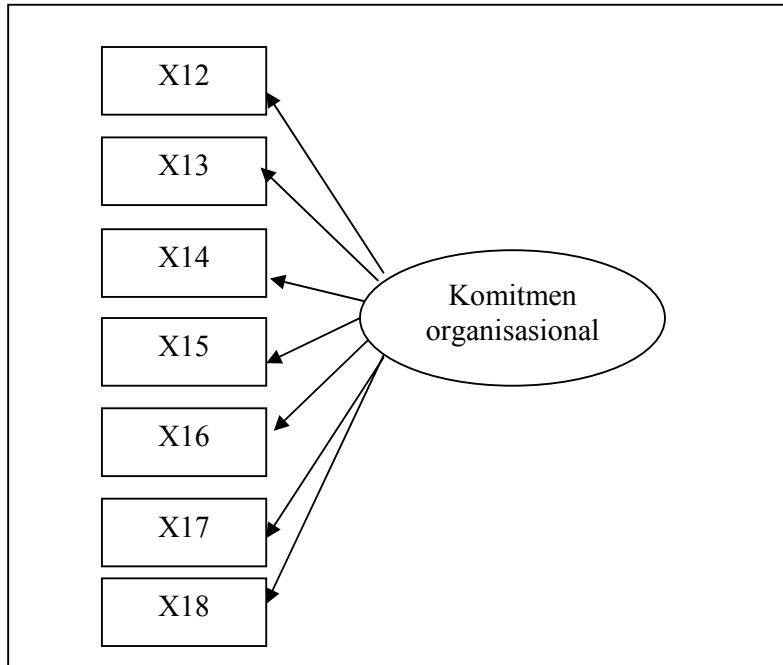 X12
X13
X14
X15
X16
X17
X18
Komitmen
organisasional